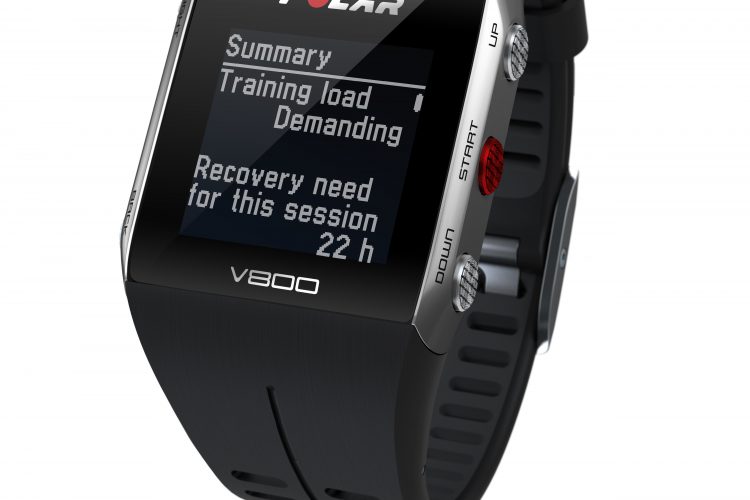 POLAR
UP
Summary
Training load
Demanding
START
Recovery need
for this session
22 h
DOWN
V800